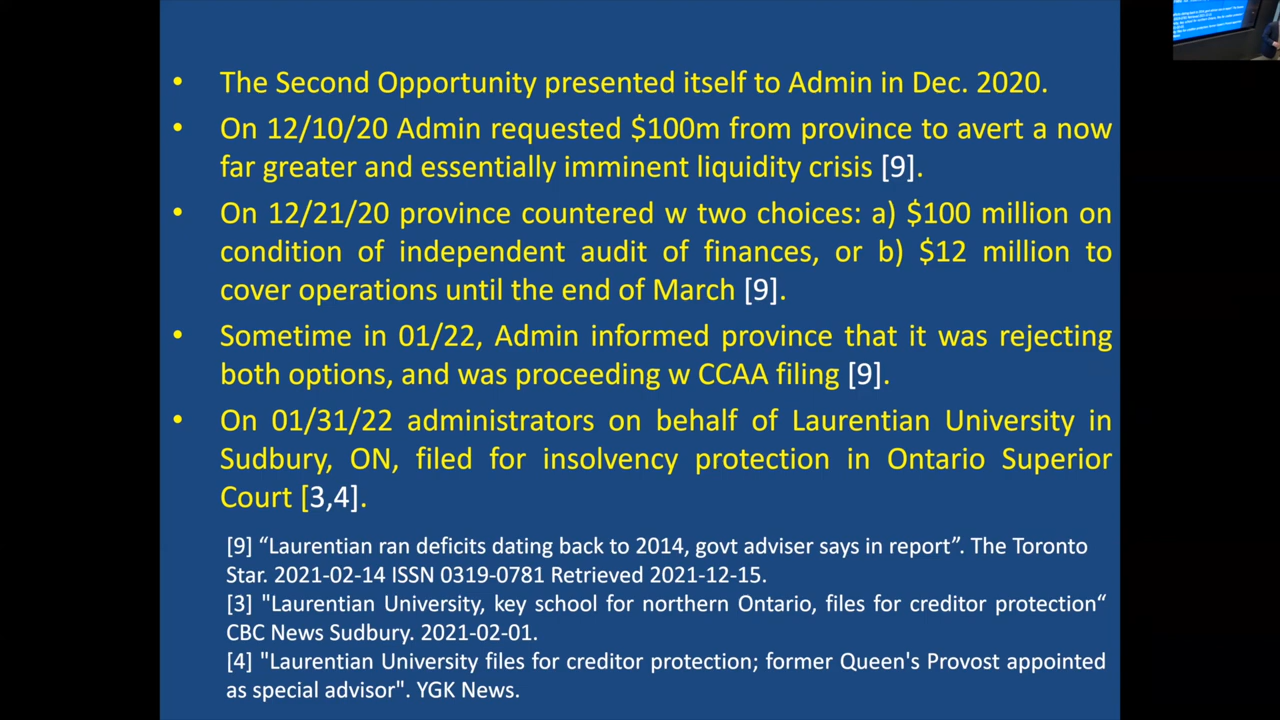 • The Second Opportunity presented itself to Admin in Dec. 2020.
• On 12/10/20 Admin requested $100m from province to avert a now
far greater and essentially imminent liquidity crisis [9].
• On 12/21/20 province countered w two choices: a) $100 million on
condition of independent audit of finances, or b) $12 million to
cover operations until the end of March [9].
• Sometime in 01/22, Admin informed province that it was rejecting
both options, and was proceeding w CCAA filing [9].
• On 01/31/22 administrators on behalf of Laurentian University in
Sudbury, ON, filed for insolvency protection in Ontario Superior
Court [3,4].
[9] “Laurentian ran deficits dating back to 2014, govt adviser says in report”. The Toronto
Star. 2021-02-14 ISSN 0319-0781 Retrieved 2021-12-15.
[3] "Laurentian University, key school for northern Ontario, files for creditor protection“
CBC News Sudbury. 2021-02-01.
[4] "Laurentian University files for creditor protection; former Queen's Provost appointed
as special advisor". YGK News.